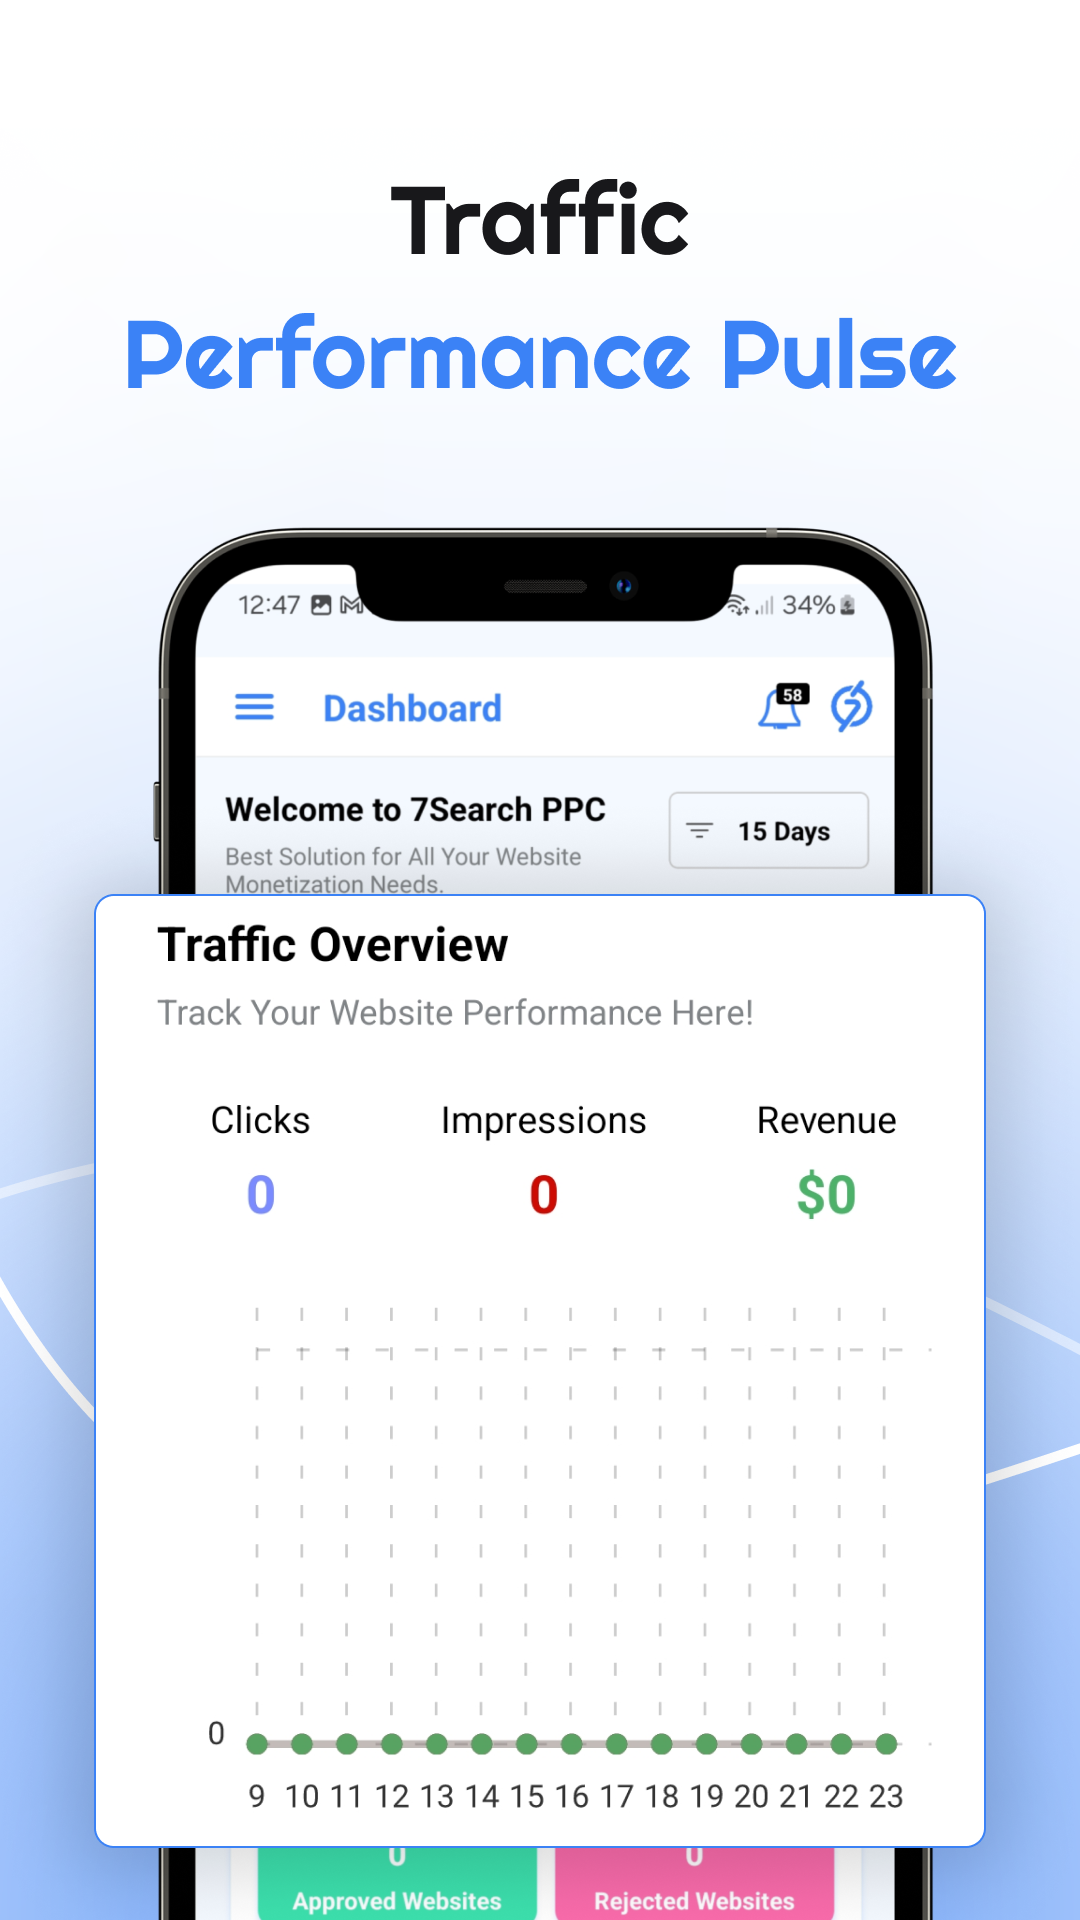 Traffic
Performance Pulse
12:47 34%
Dashboard 58
Welcome to 7Search PPC
15 Days
Best Solution for All Your Website
Monetization Needs.
Traffic Overview
Track Your Website Performance Here!
Clicks Impressions Revenue
0 0 $0
0
9 10 11 12 13 14 15 16 17 18 19 20 21 22 23
0 0
Approved Websites Rejected Websites